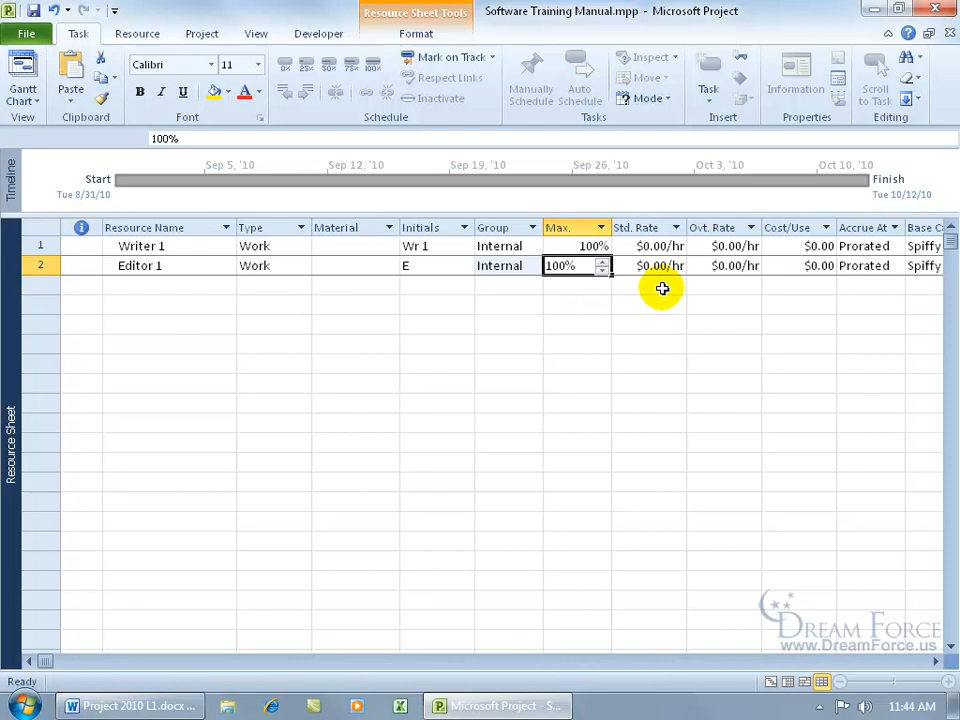 Resource Sheet Tools
Software Training Manual.mpp - Microsoft Project
File Task Resource Project View Developer Format
Gantt Chart
View
Paste
Clipboard
Calibri 11
B I U A
Font
0% 25% 50% 75% 100%
Mark on Track
Respect Links
Inactivate
Schedule
Manually Schedule
Auto Schedule
Inspect
Move
Mode
Tasks
Task
Insert
Information
Properties
Scroll to Task
Editing
100%
Timeline
Sep 5, '10 Sep 12, '10 Sep 19, '10 Sep 26, '10 Oct 3, '10 Oct 10, '10
Start
Tue 8/31/10
Finish
Tue 10/12/10
Resource Name Type Material Initials Group Max. Std. Rate Ovt. Rate Cost/Use Accrue At Base C
1 Writer 1 Work Wr 1 Internal 100% $0.00/hr $0.00/hr $0.00 Prorated Spiffy
2 Editor 1 Work E Internal 100% $0.00/hr $0.00/hr $0.00 Prorated Spiffy
Resource Sheet
DREAM FORCE
www.DreamForce.us
Ready
Project 2010 L1.docx ...
Microsoft Project - S...
11:44 AM